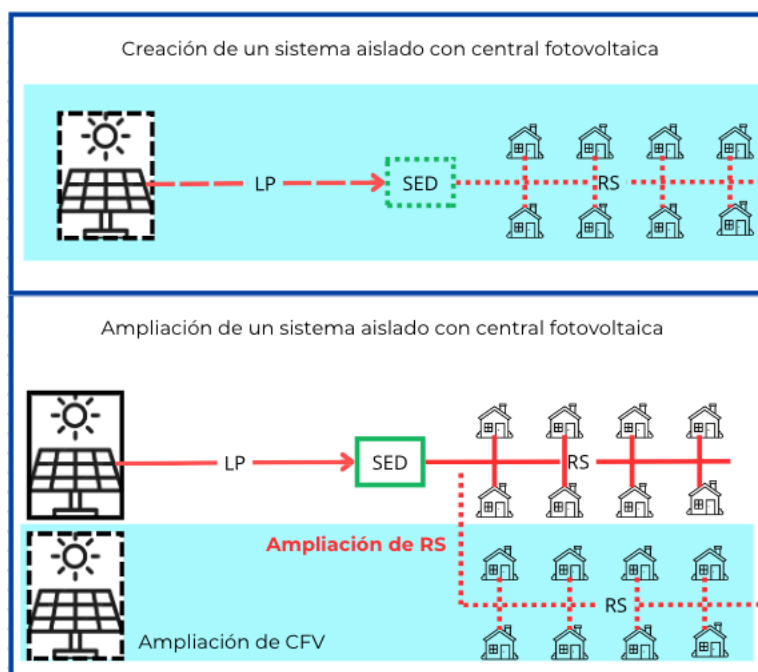 Creación de un sistema aislado con central fotovoltaica
LP
SED
RS
Ampliación de un sistema aislado con central fotovoltaica
LP
SED
RS
Ampliación de RS
RS
Ampliación de CFV